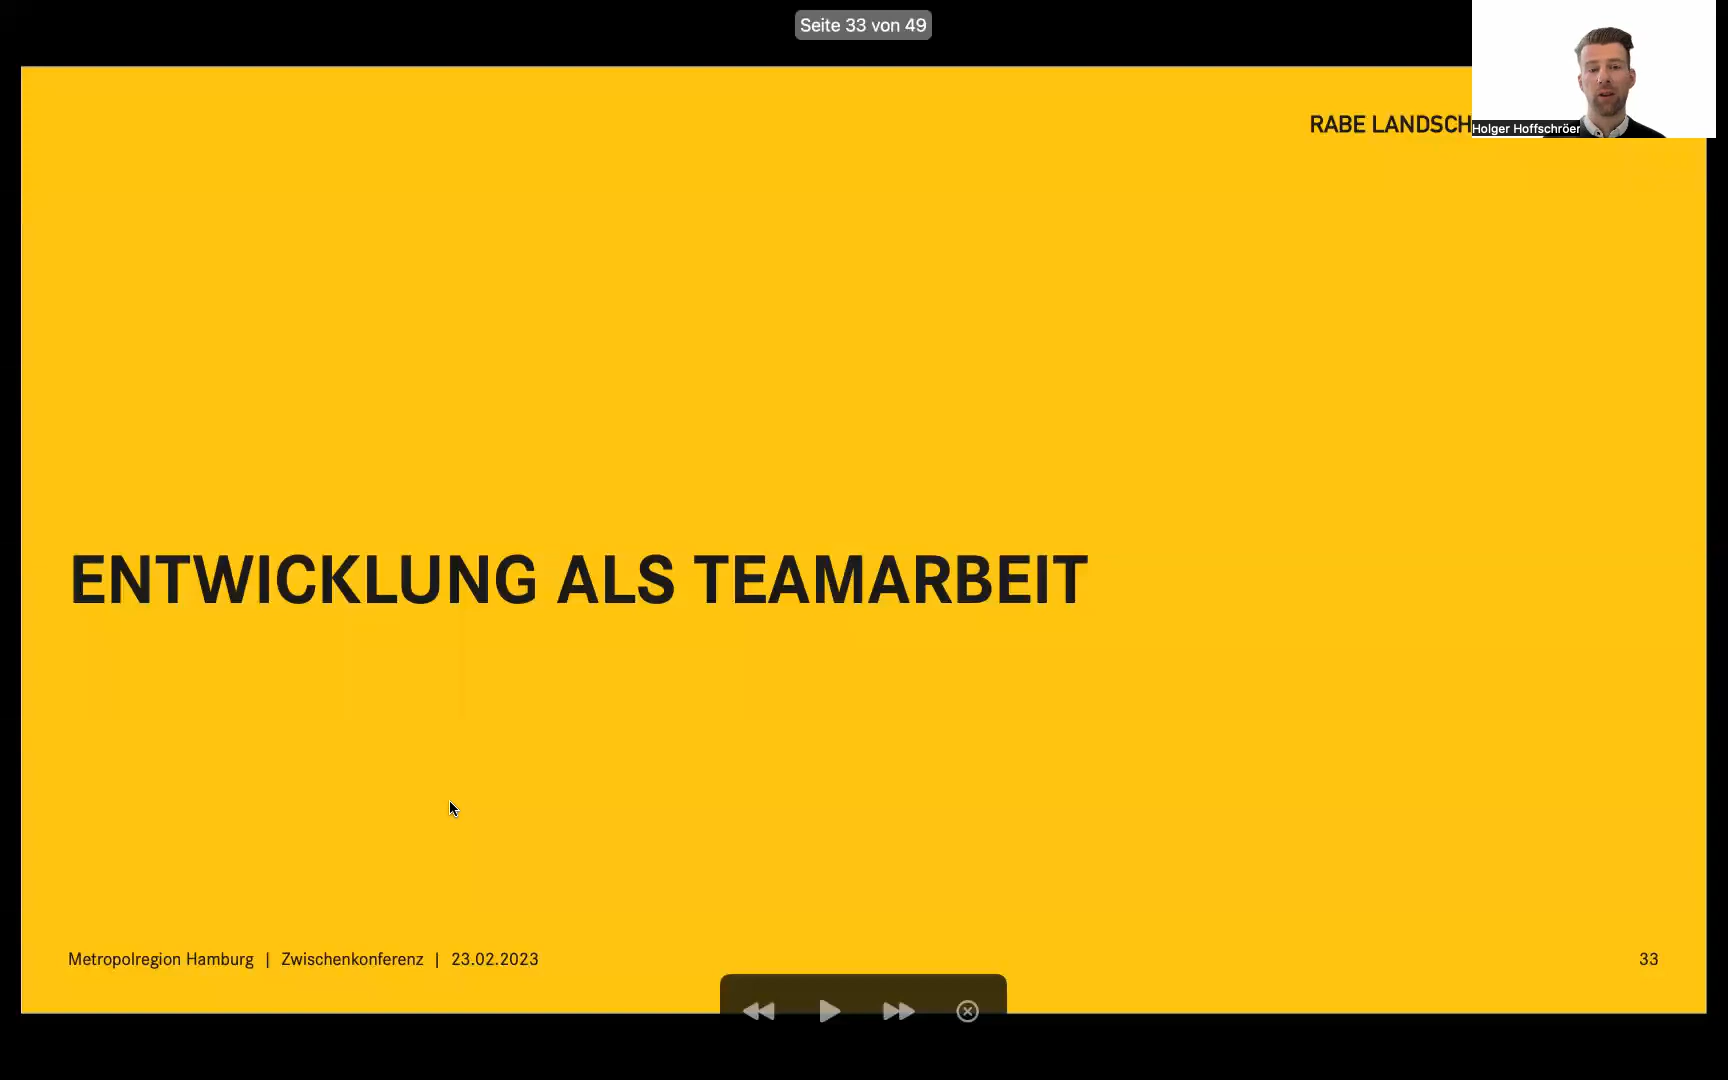 Seite 33 von 49
RABE LANDSCH
Holger Hoffschröer
ENTWICKLUNG ALS TEAMARBEIT
Metropolregion Hamburg | Zwischenkonferenz | 23.02.2023
33